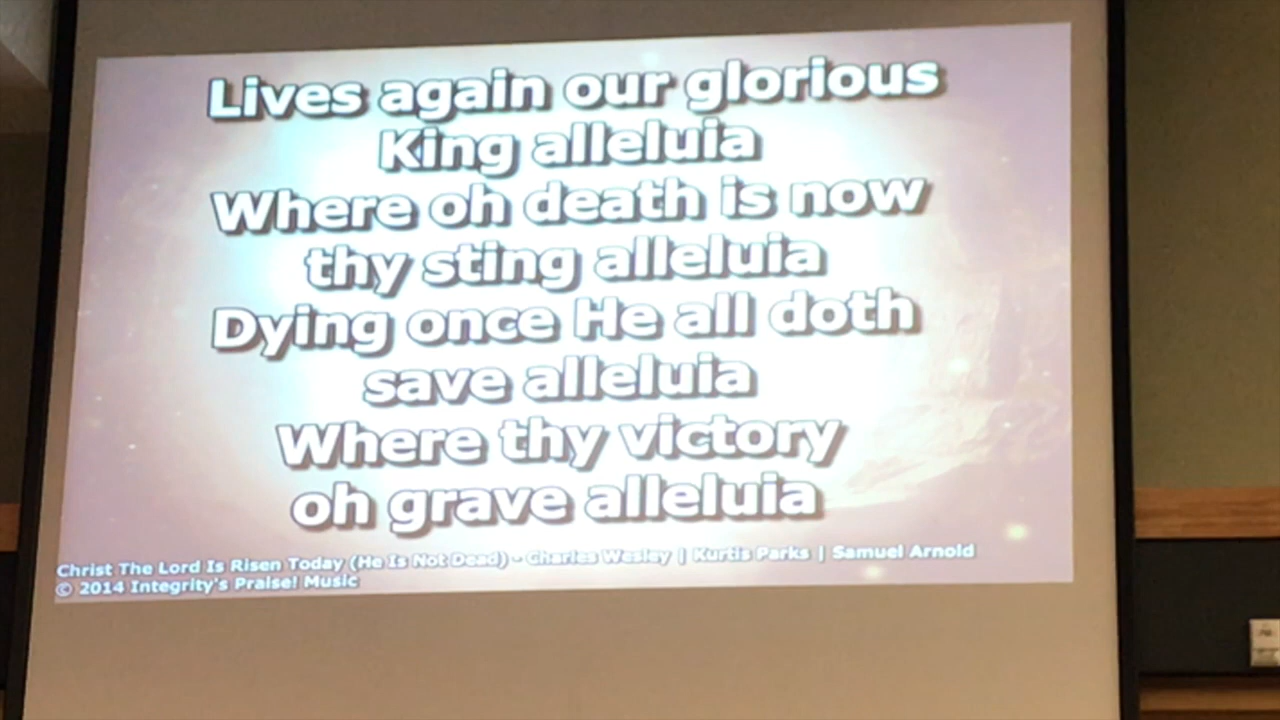 Lives again our glorious
King alleluia
Where oh death is now
thy sting alleluia
Dying once He all doth
save alleluia
Where thy victory
oh grave alleluia
Christ The Lord Is Risen Today (He Is Not Dead) - Charles Wesley | Kurtis Parks | Samuel Arnold
© 2014 Integrity's Praise! Music